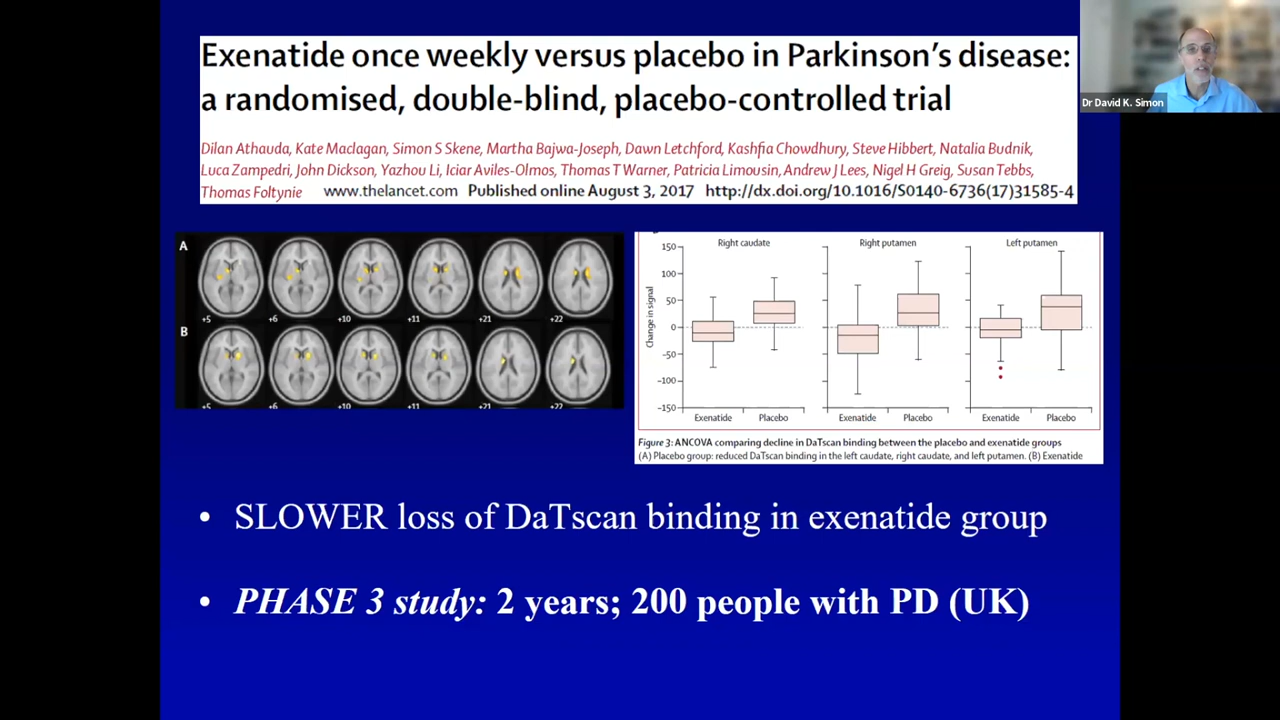 Exenatide once weekly versus placebo in Parkinson's disease:
a randomised, double-blind, placebo-controlled trial
Dr David K. Simon
Dilan Athauda, Kate Maclagan, Simon S Skene, Martha Bajwa-Joseph, Dawn Letchford, Kashfia Chowdhury, Steve Hibbert, Natalia Budnik,
Luca Zampedri, John Dickson, Yazhou Li, Iciar Aviles-Olmos, Thomas T Warner, Patricia Limousin, Andrew J Lees, Nigel H Greig, Susan Tebbs,
Thomas Foltynie www.thelancet.com Published online August 3, 2017 http://dx.doi.org/10.1016/S0140-6736(17)31585-4
A
+5 +6 +10 +11 +21 +22
B
+5 +6 +10 +11 +21 +22
Right caudate Right putamen Left putamen
150
100
50
0
-50
-100
-150
Change in signal
Exenatide Placebo Exenatide Placebo Exenatide Placebo
Figure 3: ANCOVA comparing decline in DaTscan binding between the placebo and exenatide groups
(A) Placebo group: reduced DaTscan binding in the left caudate, right caudate, and left putamen. (B) Exenatide
• SLOWER loss of DaTscan binding in exenatide group
• PHASE 3 study: 2 years; 200 people with PD (UK)